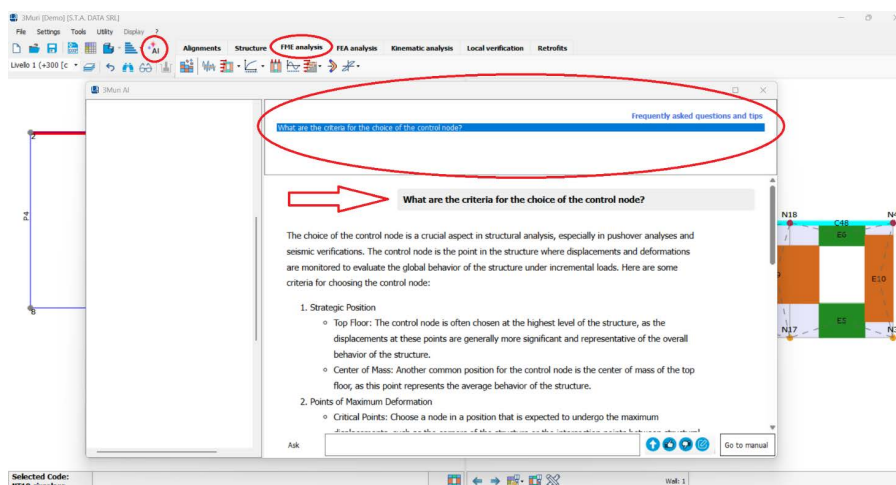 3Muri [Demo] [S.T.A. DATA SRL]
File Settings Tools Utility Display ?
AI
Alignments Structure FME analysis FEA analysis Kinematic analysis Local verification Retrofits
Livello 1 (+300 [c
3Muri AI
Frequently asked questions and tips
What are the criteria for the choice of the control node?
What are the criteria for the choice of the control node?
The choice of the control node is a crucial aspect in structural analysis, especially in pushover analyses and
seismic verifications. The control node is the point in the structure where displacements and deformations
are monitored to evaluate the global behavior of the structure under incremental loads. Here are some
criteria for choosing the control node:
1. Strategic Position
Top Floor: The control node is often chosen at the highest level of the structure, as the
displacements at these points are generally more significant and representative of the overall
behavior of the structure.
Center of Mass: Another common position for the control node is the center of mass of the top
floor, as this point represents the average behavior of the structure.
2. Points of Maximum Deformation
Critical Points: Choose a node in a position that is expected to undergo the maximum
Ask
Go to manual
2
P4
8
N18
C48
N4
E6
E10
E5
N17
N3
Selected Code:
Wall: 1